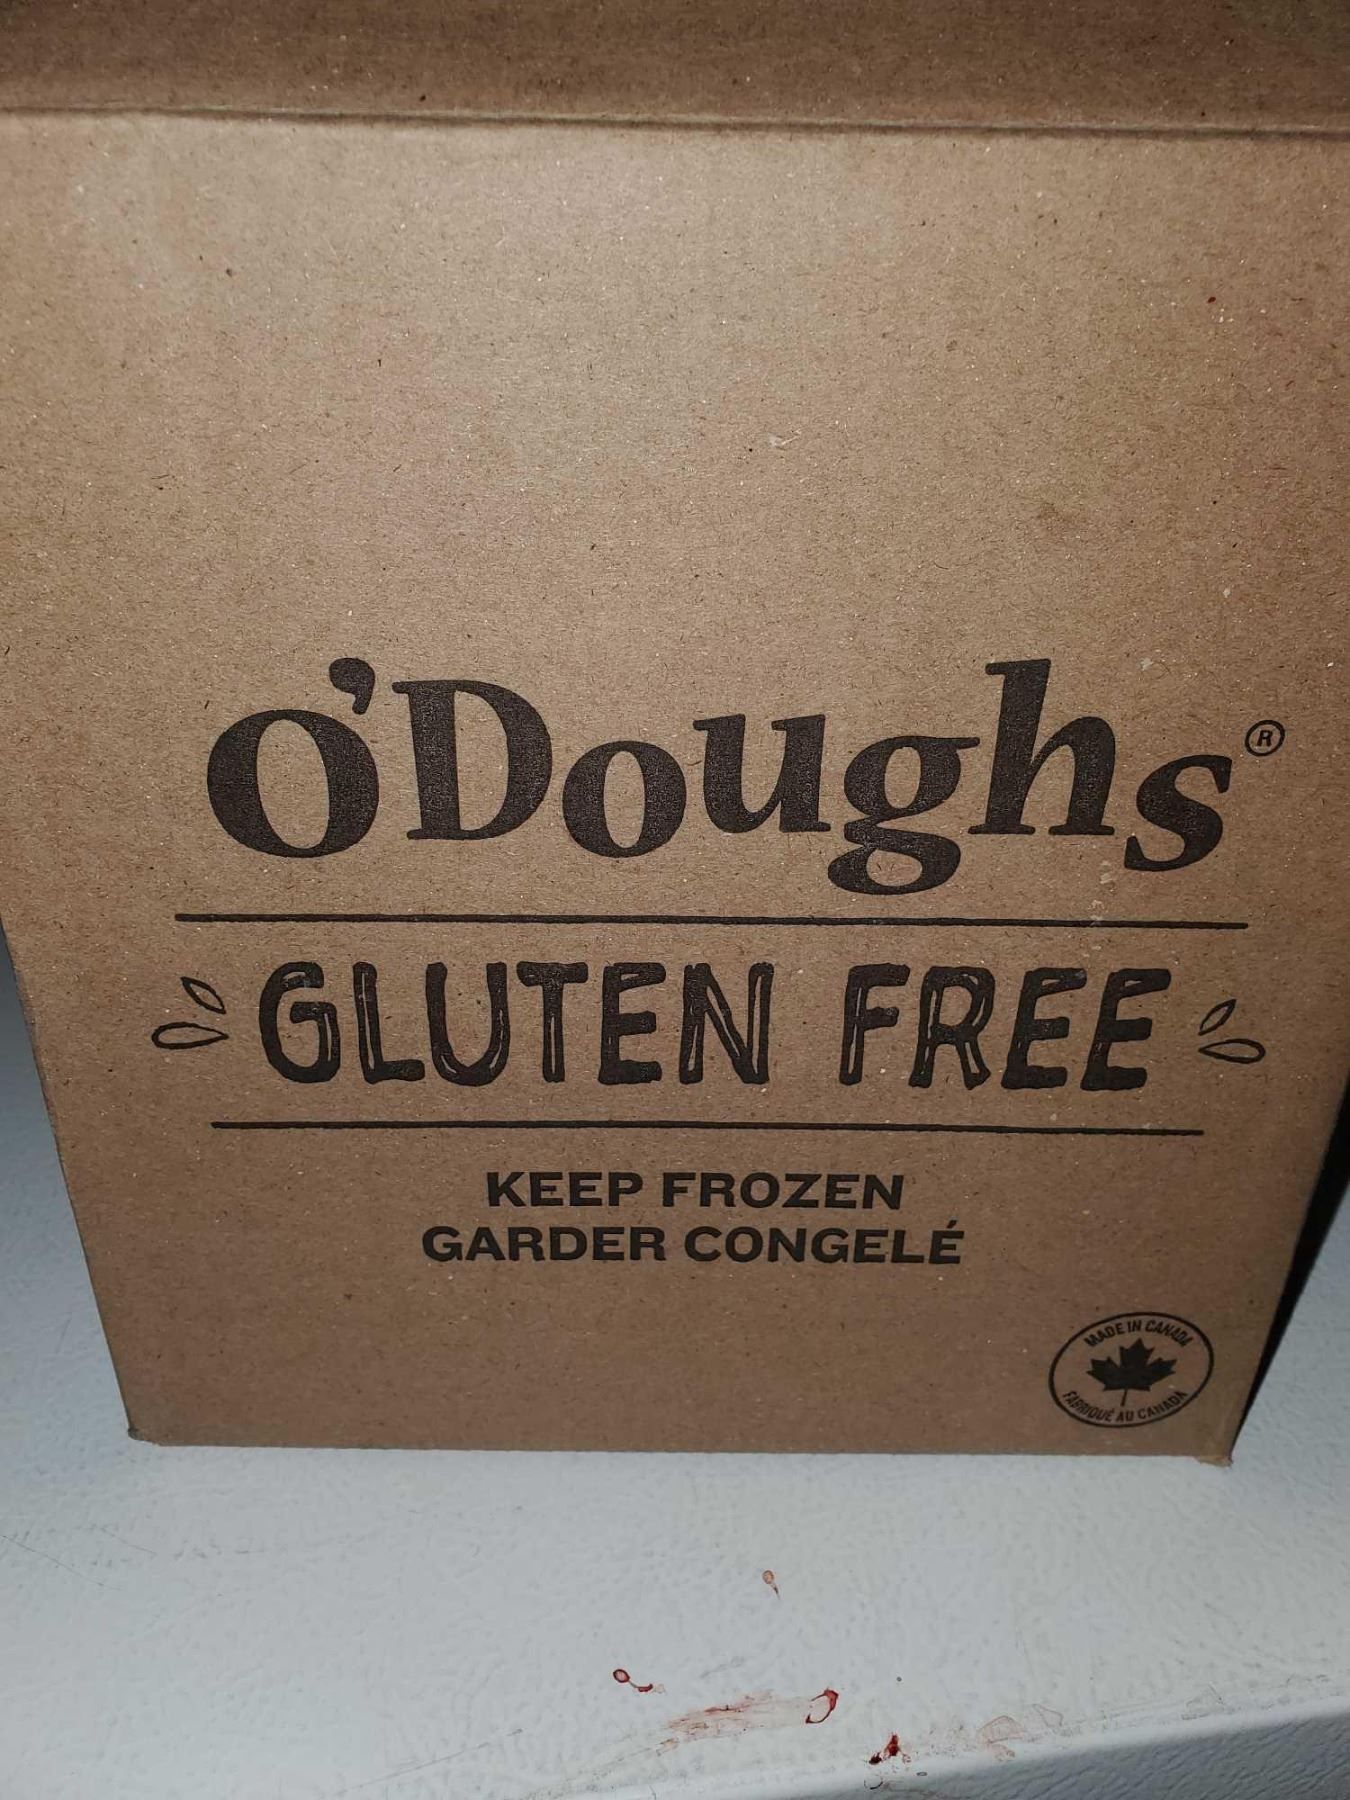 O'Doughs®
GLUTEN FREE
KEEP FROZEN
GARDER CONGELÉ
MADE IN CANADA
FABRIQUÉ AU CANADA